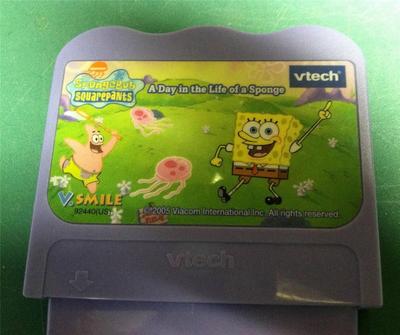 nickelodeon
SpongeBob
SquarePants
A Day in the Life of a Sponge
vtech
V.SMILE
92440(US)
© 2005 Viacom International Inc. All rights reserved.
vtech